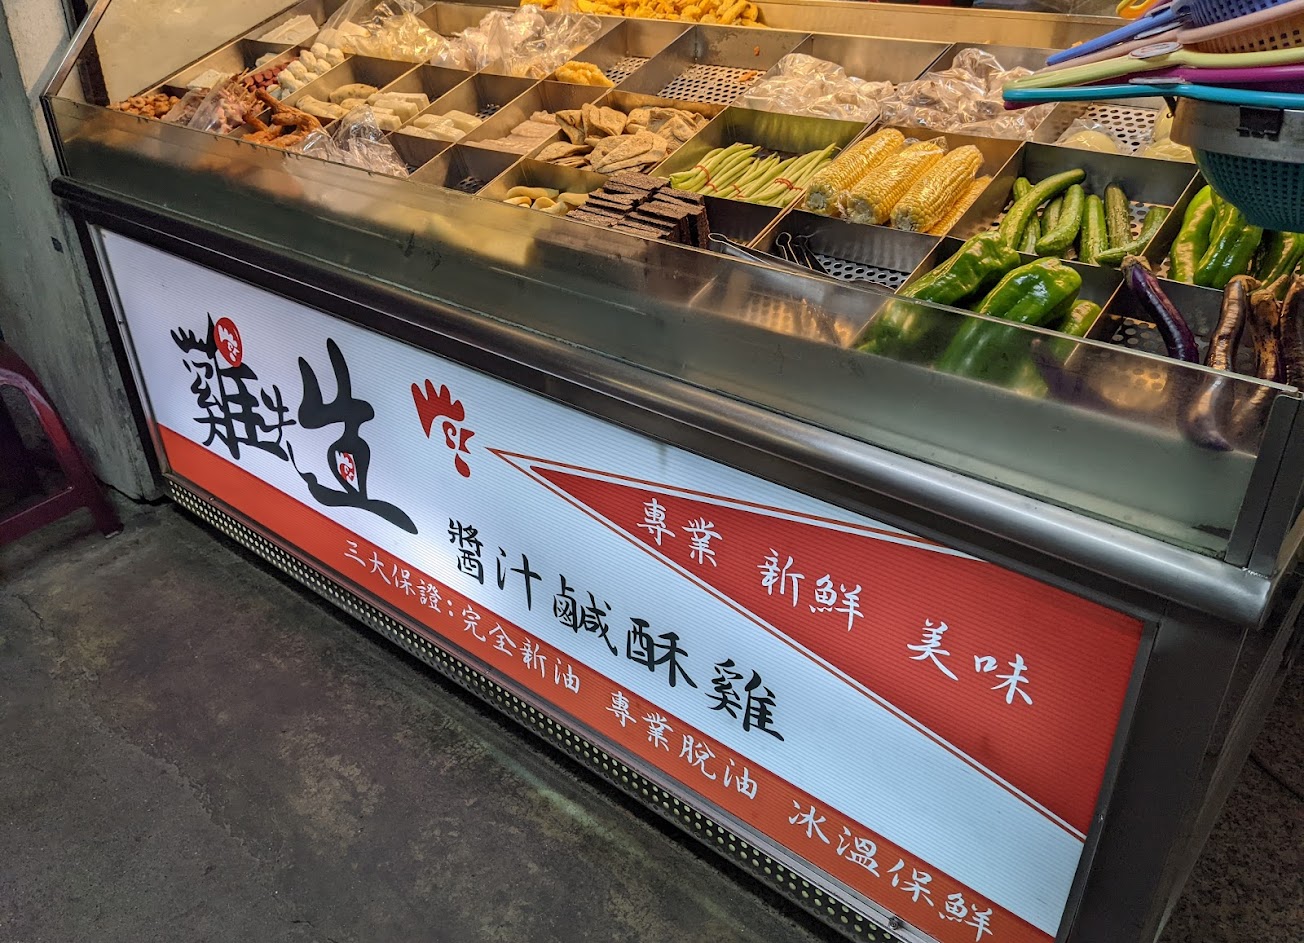 雞先生
醬汁鹹酥雞
專業 新鮮 美味
三大保證：完全新油 專業脫油 冰溫保鮮